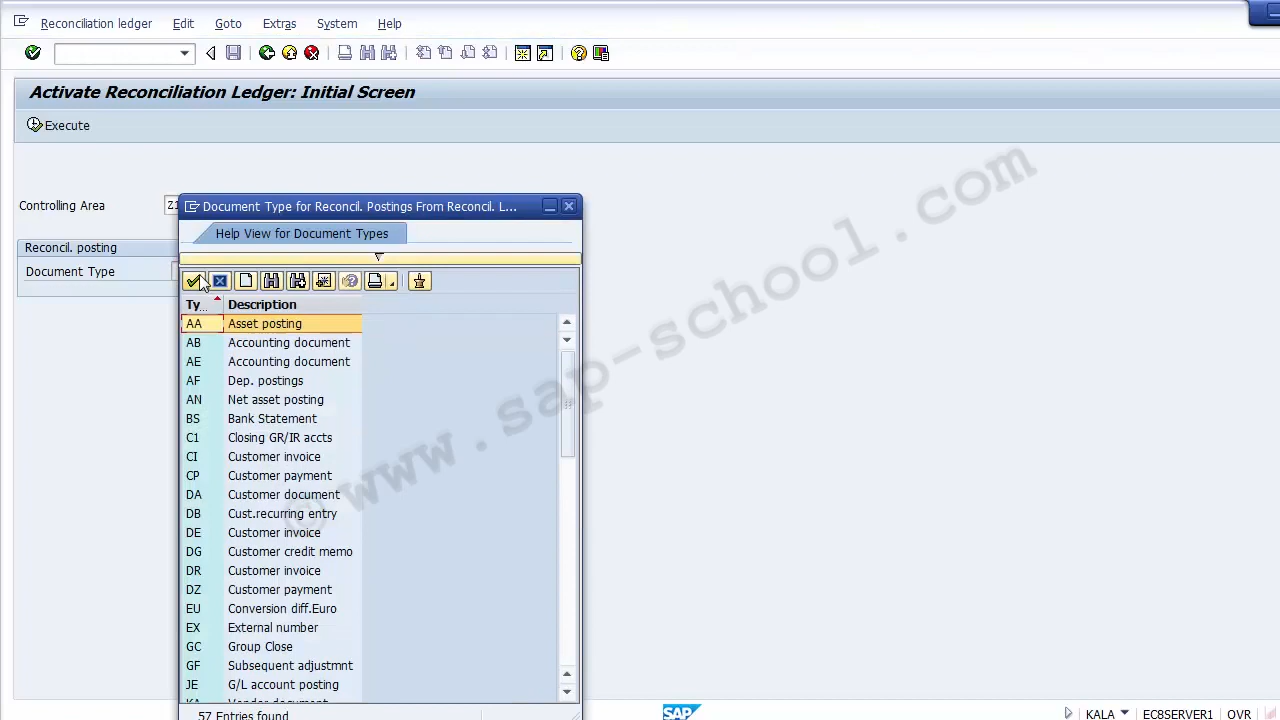 Reconciliation ledger Edit Goto Extras System Help
Activate Reconciliation Ledger: Initial Screen
Execute
Controlling Area Z1
Reconcil. posting
Document Type
Document Type for Reconcil. Postings From Reconcil. L...
Help View for Document Types
Ty... Description
AA Asset posting
AB Accounting document
AE Accounting document
AF Dep. postings
AN Net asset posting
BS Bank Statement
C1 Closing GR/IR accts
CI Customer invoice
CP Customer payment
DA Customer document
DB Cust.recurring entry
DE Customer invoice
DG Customer credit memo
DR Customer invoice
DZ Customer payment
EU Conversion diff.Euro
EX External number
GC Group Close
GF Subsequent adjustmnt
JE G/L account posting
KA Vendor document
57 Entries found
© www.sap-school.com
SAP
KALA EC8SERVER1 OVR